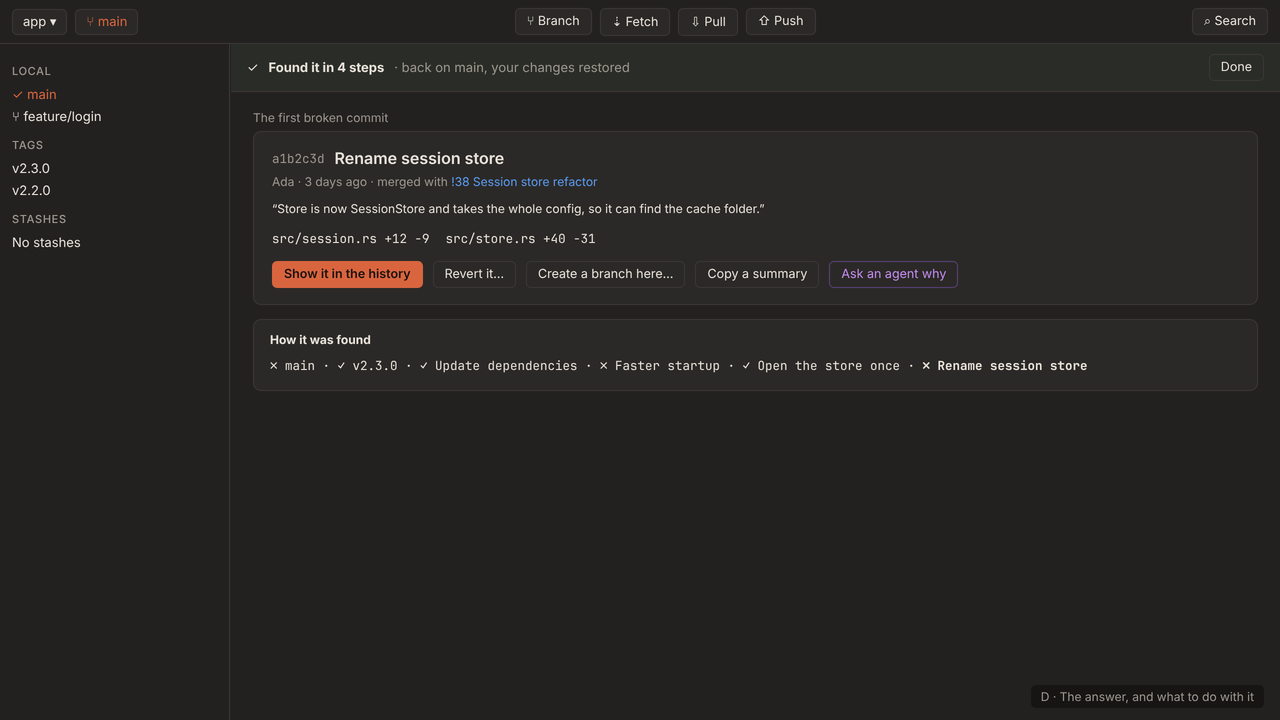 app ▾
⑂ main
⑂ Branch
⇣ Fetch
⇩ Pull
⇧ Push
⌕ Search
LOCAL
✓ main
⑂ feature/login
TAGS
v2.3.0
v2.2.0
STASHES
No stashes
✓ Found it in 4 steps · back on main, your changes restored
Done
The first broken commit
a1b2c3d Rename session store
Ada · 3 days ago · merged with !38 Session store refactor
“Store is now SessionStore and takes the whole config, so it can find the cache folder.”
src/session.rs +12 -9 src/store.rs +40 -31
Show it in the history
Revert it…
Create a branch here…
Copy a summary
Ask an agent why
How it was found
✕ main · ✓ v2.3.0 · ✓ Update dependencies · ✕ Faster startup · ✓ Open the store once · ✕ Rename session store
D · The answer, and what to do with it